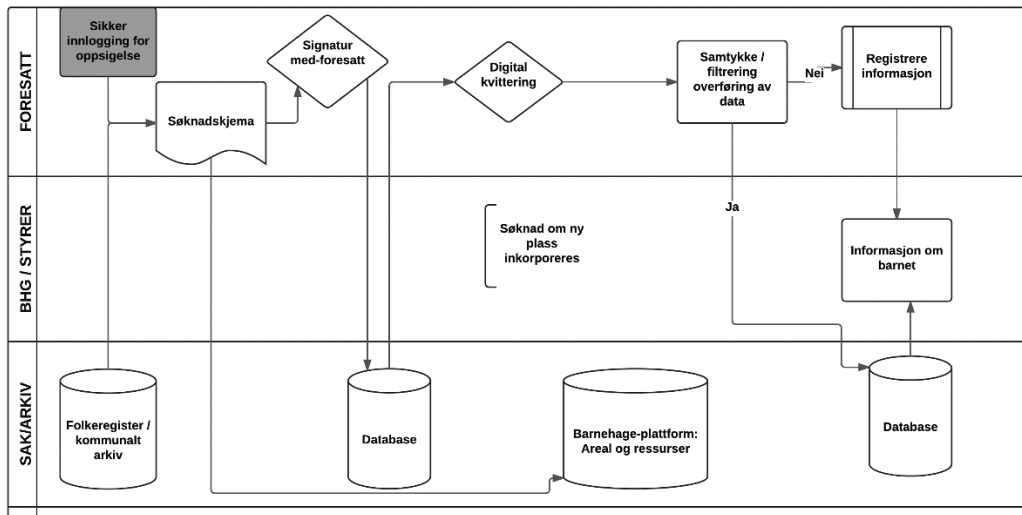 FORESATT
Sikker
innlogging for
oppsigelse
Søknadskjema
Signatur
med-foresatt
Digital
kvittering
Samtykke /
filtrering
overføring av
data
Nei
Registrere
informasjon
BHG / STYRER
Søknad om ny
plass
inkorporeres
Ja
Informasjon om
barnet
SAK/ARKIV
Folkeregister /
kommunalt
arkiv
Database
Barnehage-plattform:
Areal og ressurser
Database